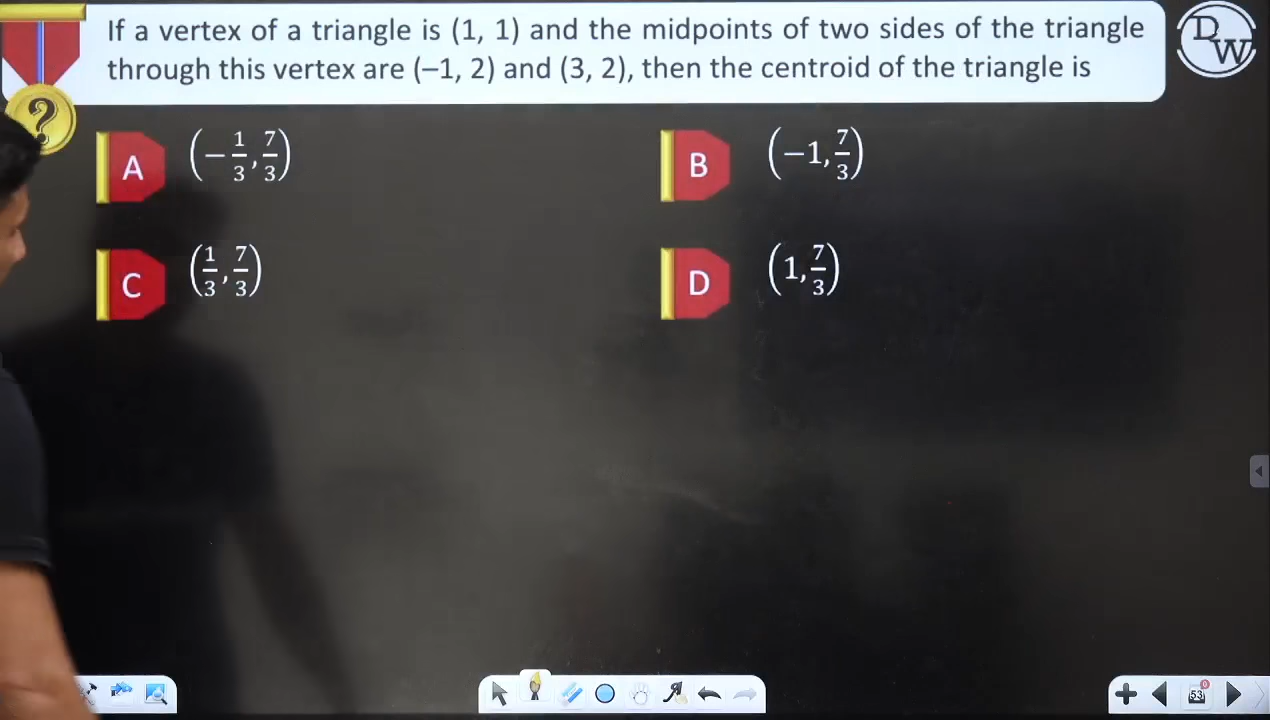 If a vertex of a triangle is (1, 1) and the midpoints of two sides of the triangle
through this vertex are (–1, 2) and (3, 2), then the centroid of the triangle is
DW
?
A (−1/3, 7/3)
B (−1, 7/3)
C (1/3, 7/3)
D (1, 7/3)
53